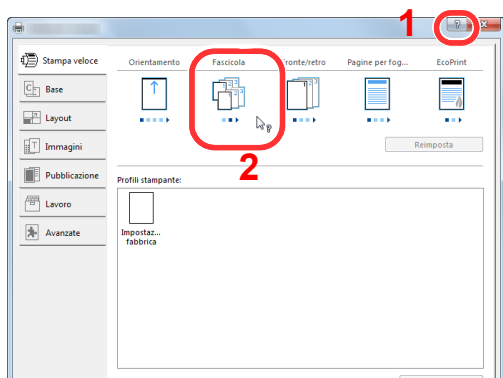 1
?
Stampa veloce
Orientamento
Fascicola
Fronte/retro
Pagine per fog...
EcoPrint
Base
Layout
Immagini
Reimposta
2
Pubblicazione
Profili stampante:
Lavoro
Avanzate
Impostaz...
fabbrica